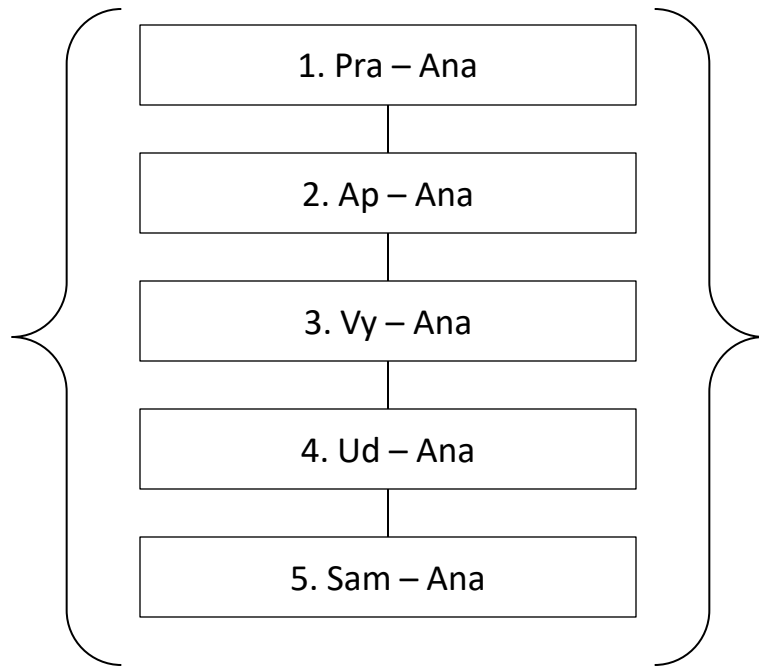 1. Pra – Ana
2. Ap – Ana
3. Vy – Ana
4. Ud – Ana
5. Sam – Ana